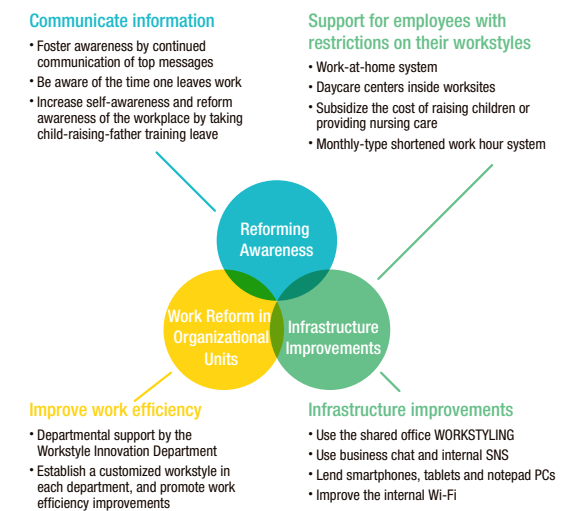 Communicate information
• Foster awareness by continued
communication of top messages
• Be aware of the time one leaves work
• Increase self-awareness and reform
awareness of the workplace by taking
child-raising-father training leave
Support for employees with
restrictions on their workstyles
• Work-at-home system
• Daycare centers inside worksites
• Subsidize the cost of raising children or
providing nursing care
• Monthly-type shortened work hour system
Reforming
Awareness
Work Reform in
Organizational
Units
Infrastructure
Improvements
Improve work efficiency
• Departmental support by the
Workstyle Innovation Department
• Establish a customized workstyle in
each department, and promote work
efficiency improvements
Infrastructure improvements
• Use the shared office WORKSTYLING
• Use business chat and internal SNS
• Lend smartphones, tablets and notepad PCs
• Improve the internal Wi-Fi